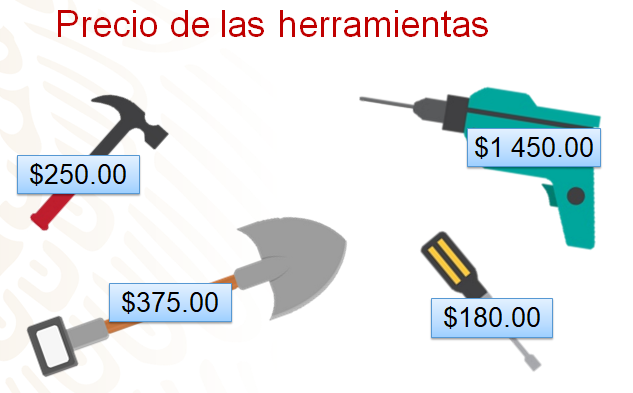 Precio de las herramientas
$1 450.00
$250.00
$375.00
$180.00